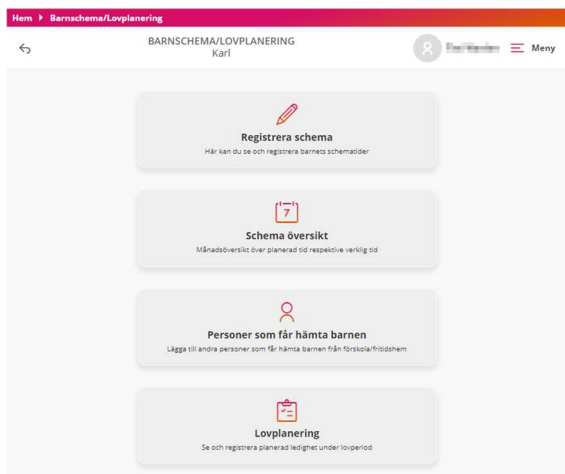 Hem Barnschema/Lovplanering
BARNSCHEMA/LOVPLANERING
Karl
Meny
Registrera schema
Här kan du se och registrera barnets schematider
7
Schema översikt
Månadsöversikt över planerad tid respektive verklig tid
Personer som får hämta barnen
Lägga till andra personer som får hämta barnen från förskola/fritidshem
Lovplanering
Se och registrera planerad ledighet under lovperiod